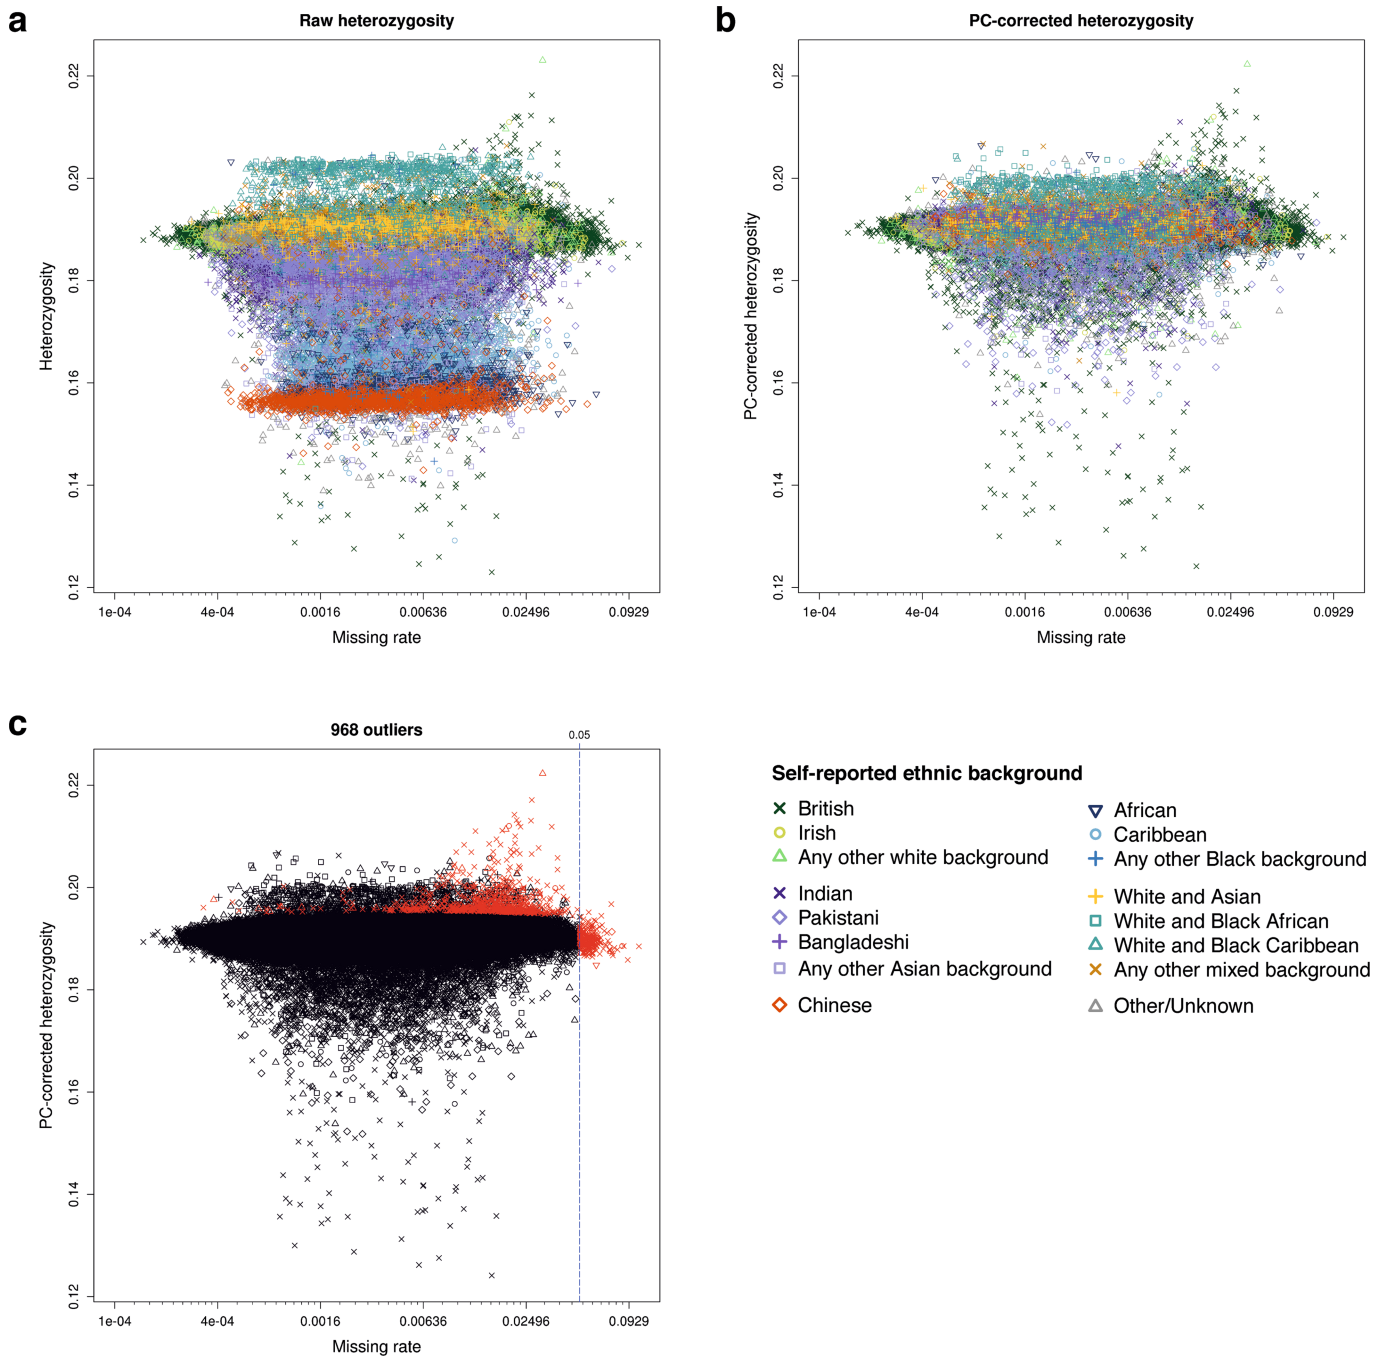 a
Raw heterozygosity
Heterozygosity
0.22
0.20
0.18
0.16
0.14
0.12
1e-04 4e-04 0.0016 0.00636 0.02496 0.0929
Missing rate
b
PC-corrected heterozygosity
PC-corrected heterozygosity
0.22
0.20
0.18
0.16
0.14
0.12
1e-04 4e-04 0.0016 0.00636 0.02496 0.0929
Missing rate
c
968 outliers
0.05
PC-corrected heterozygosity
0.22
0.20
0.18
0.16
0.14
0.12
1e-04 4e-04 0.0016 0.00636 0.02496 0.0929
Missing rate
Self-reported ethnic background
British
Irish
Any other white background
Indian
Pakistani
Bangladeshi
Any other Asian background
Chinese
African
Caribbean
Any other Black background
White and Asian
White and Black African
White and Black Caribbean
Any other mixed background
Other/Unknown